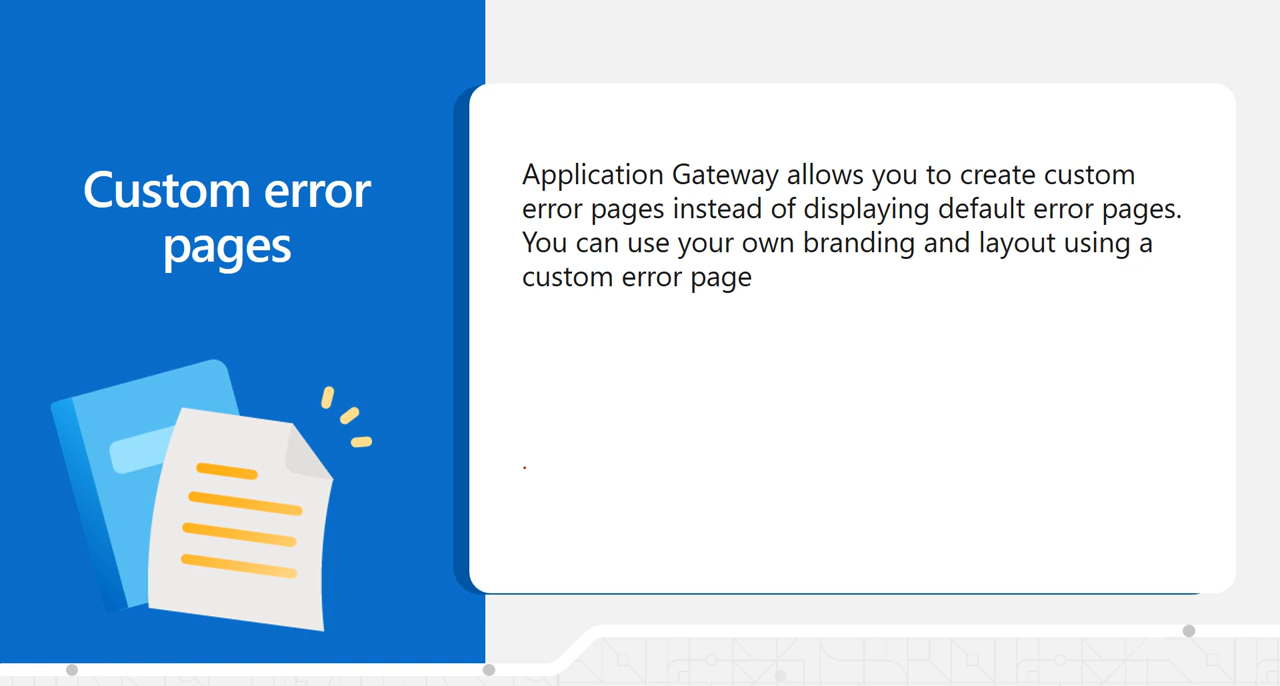 Custom error
pages
Application Gateway allows you to create custom
error pages instead of displaying default error pages.
You can use your own branding and layout using a
custom error page